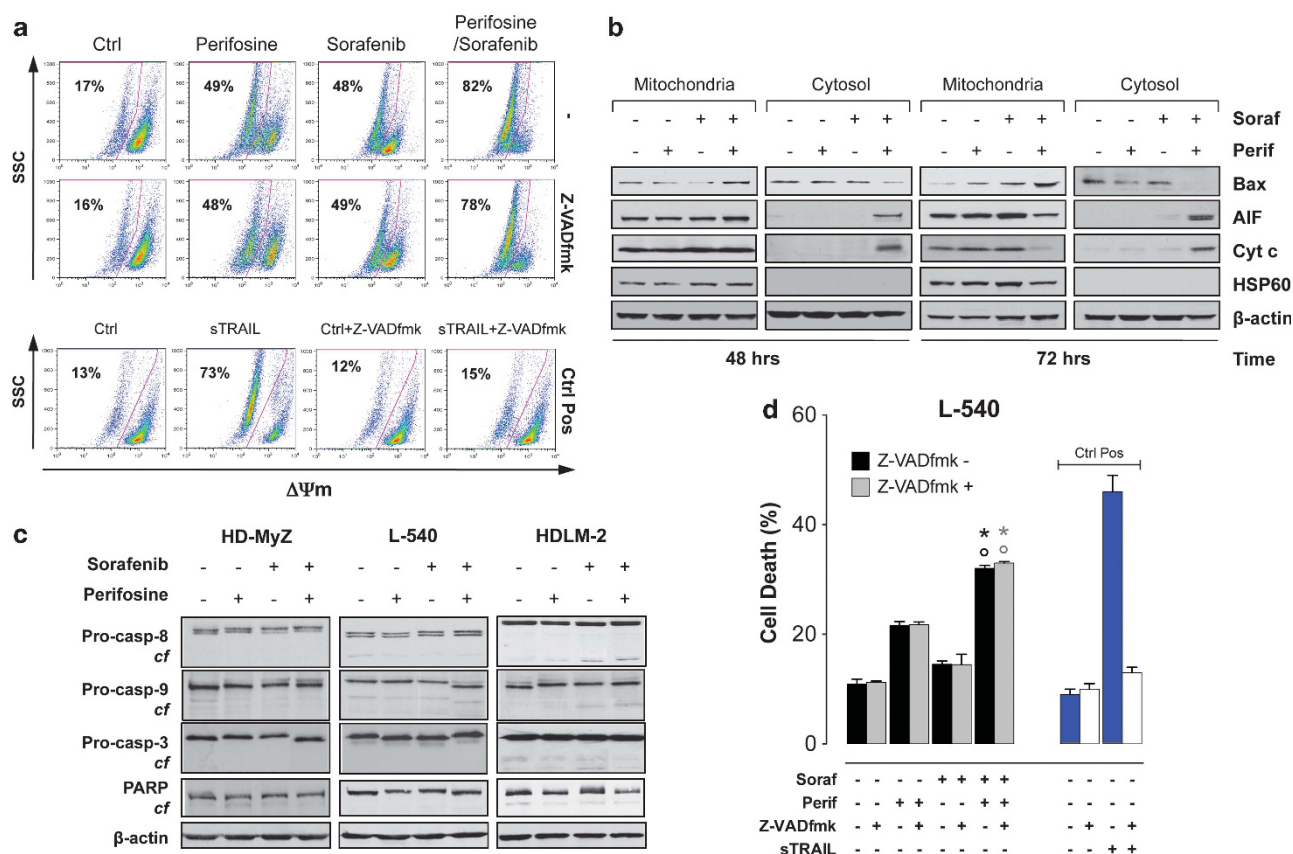 a
Ctrl Perifosine Sorafenib Perifosine /Sorafenib
17% 49% 48% 82%
-
16% 48% 49% 78%
Z-VADfmk
SSC
Ctrl sTRAIL Ctrl+Z-VADfmk sTRAIL+Z-VADfmk
13% 73% 12% 15%
Ctrl Pos
SSC
ΔΨm
b
Mitochondria Cytosol Mitochondria Cytosol
- - + + - - + + - - + + - - + + Soraf
- + - + - + - + - + - + - + - + Perif
Bax
AIF
Cyt c
HSP60
β-actin
48 hrs 72 hrs Time
c
HD-MyZ L-540 HDLM-2
Sorafenib - - + + - - + + - - + +
Perifosine - + - + - + - + - + - +
Pro-casp-8
cf
Pro-casp-9
cf
Pro-casp-3
cf
PARP
cf
β-actin
d
L-540
60
40
20
0
Cell Death (%)
Z-VADfmk -
Z-VADfmk +
Ctrl Pos
* *
Soraf - - - - + + + + - - - -
Perif - - + + - - + + - - - -
Z-VADfmk - + - + - + - + - + - +
sTRAIL - - - - - - - - - - + +